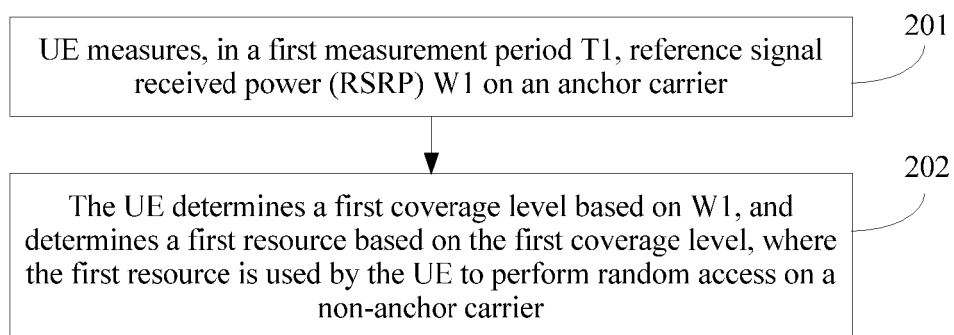 201
UE measures, in a first measurement period T1, reference signal
received power (RSRP) W1 on an anchor carrier
202
The UE determines a first coverage level based on W1, and
determines a first resource based on the first coverage level, where
the first resource is used by the UE to perform random access on a
non-anchor carrier